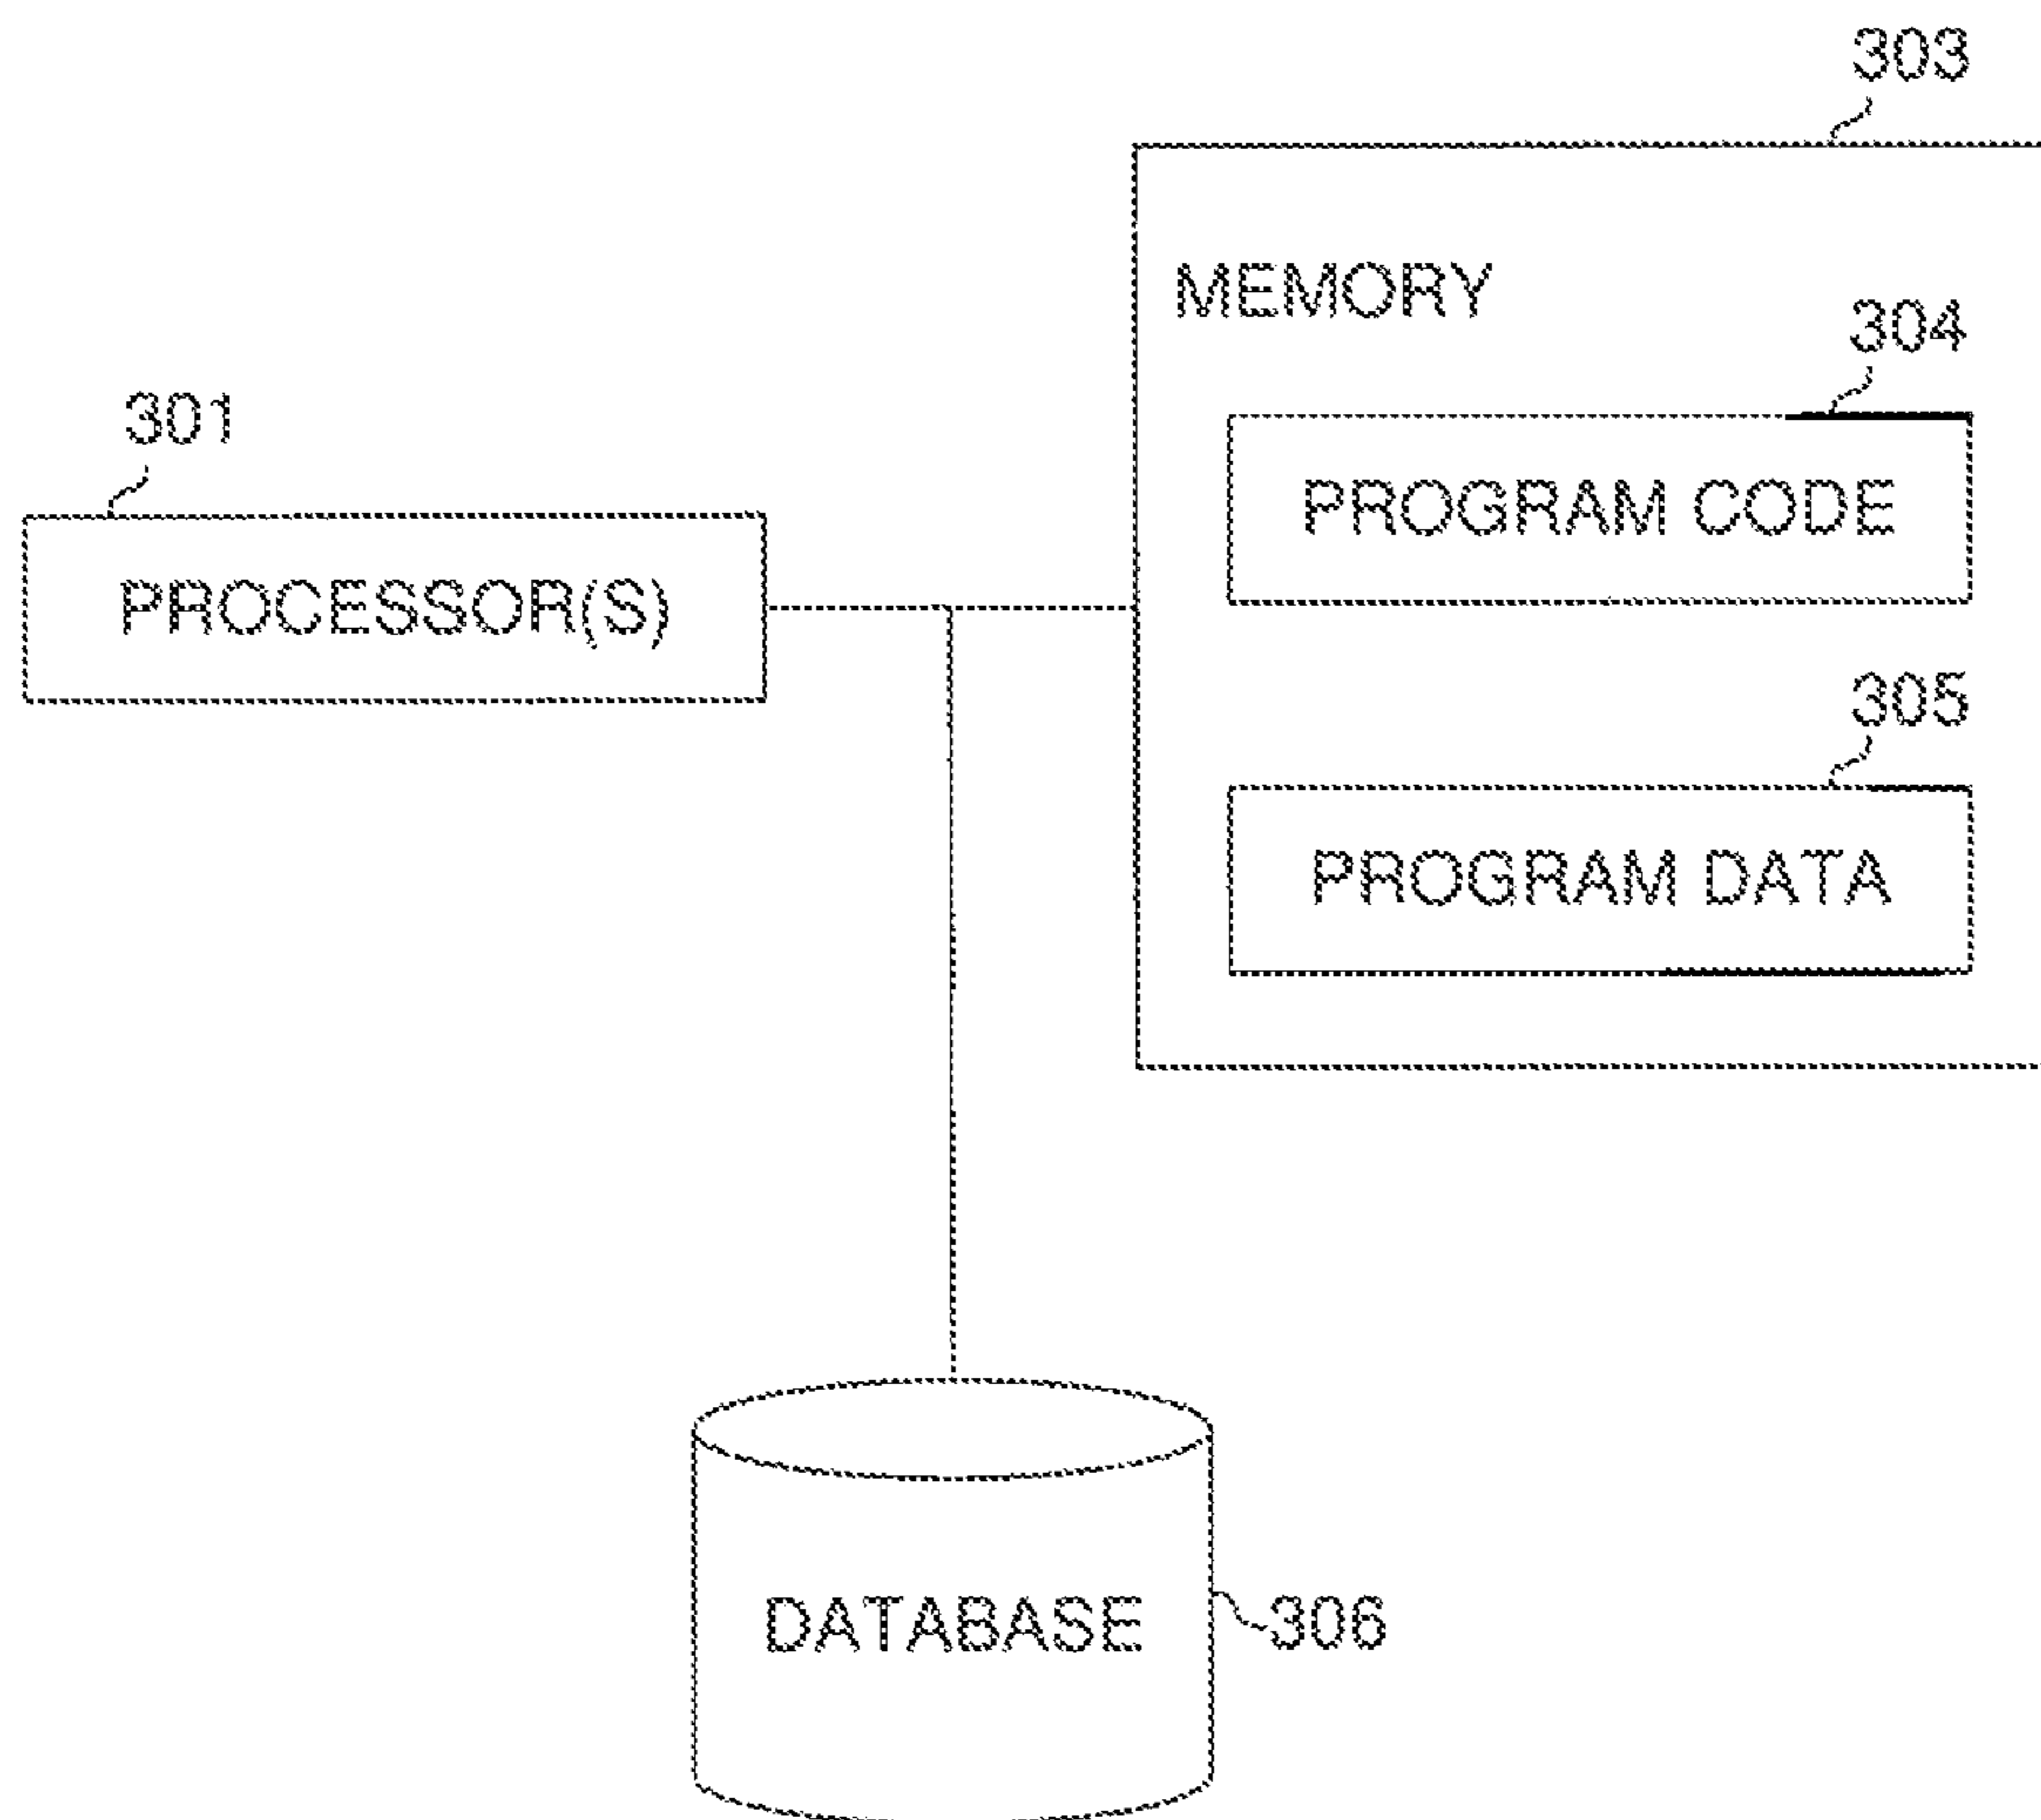 303
MEMORY
304
PROGRAM CODE
301
PROCESSOR(S)
305
PROGRAM DATA
DATABASE
306